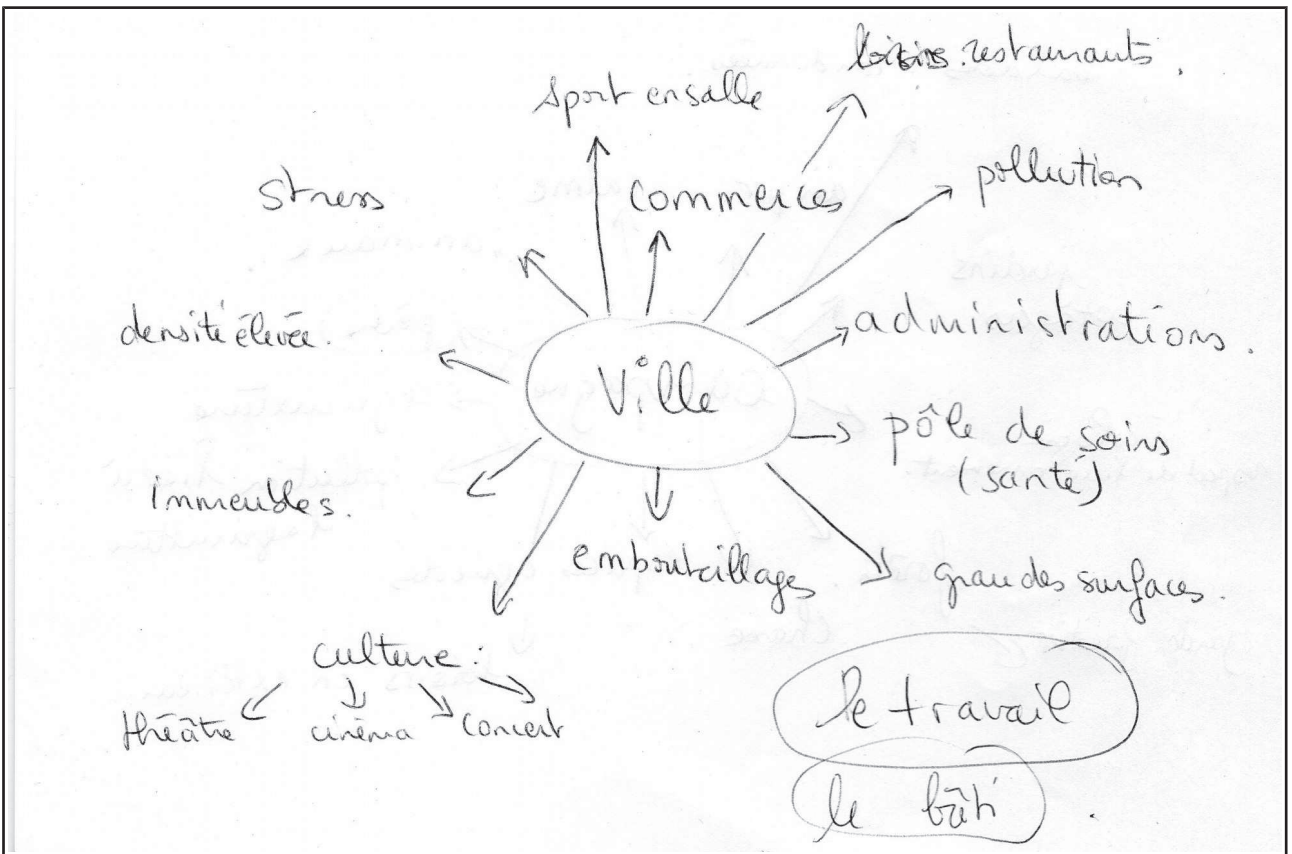 loisirs restaurants.
sport en salle
pollution
stress
commerces
administrations.
densité élevée.
Ville
pôle de soins
(santé)
immeubles.
embouteillages
grandes surfaces.
culture :
théâtre cinéma concert
le travail
le bâti